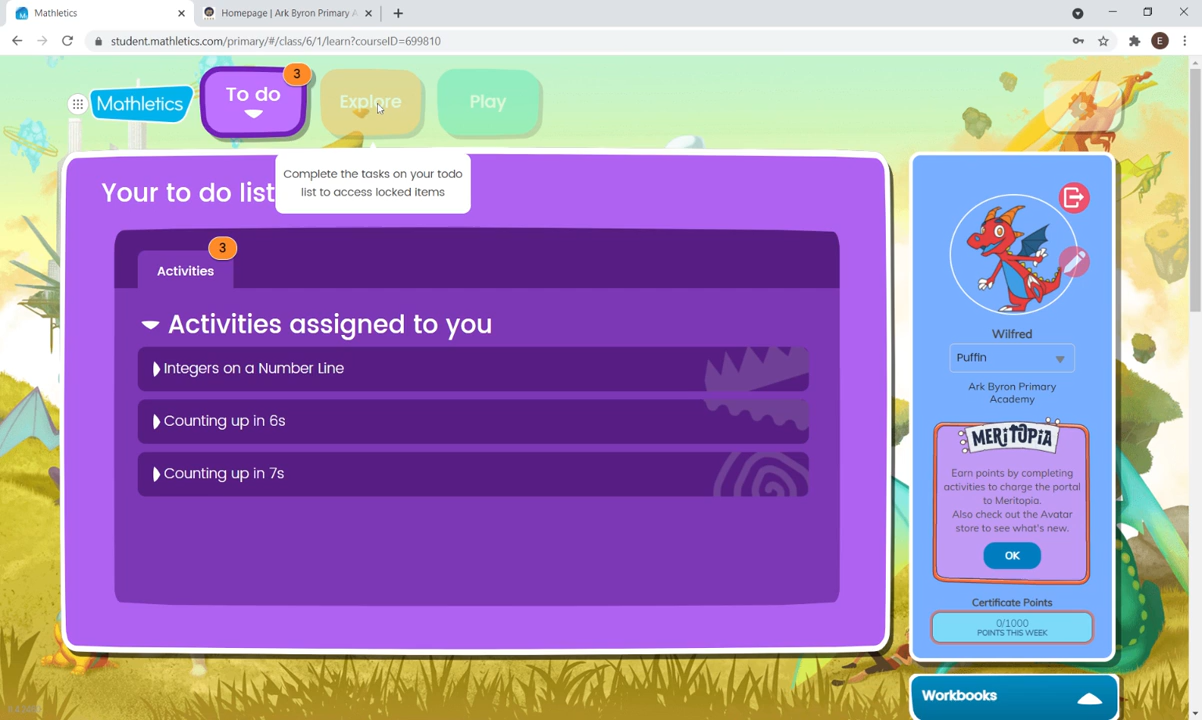 Mathletics
Homepage | Ark Byron Primary A
student.mathletics.com/primary/#/class/6/1/learn?courseID=699810
E
Mathletics
To do
3
Explore
Play
Complete the tasks on your todo
list to access locked items
Your to do list
3
Activities
Activities assigned to you
Integers on a Number Line
Counting up in 6s
Counting up in 7s
Wilfred
Puffin
Ark Byron Primary
Academy
MERITOPIA
Earn points by completing
activities to charge the portal
to Meritopia.
Also check out the Avatar
store to see what's new.
OK
Certificate Points
0/1000
POINTS THIS WEEK
Workbooks